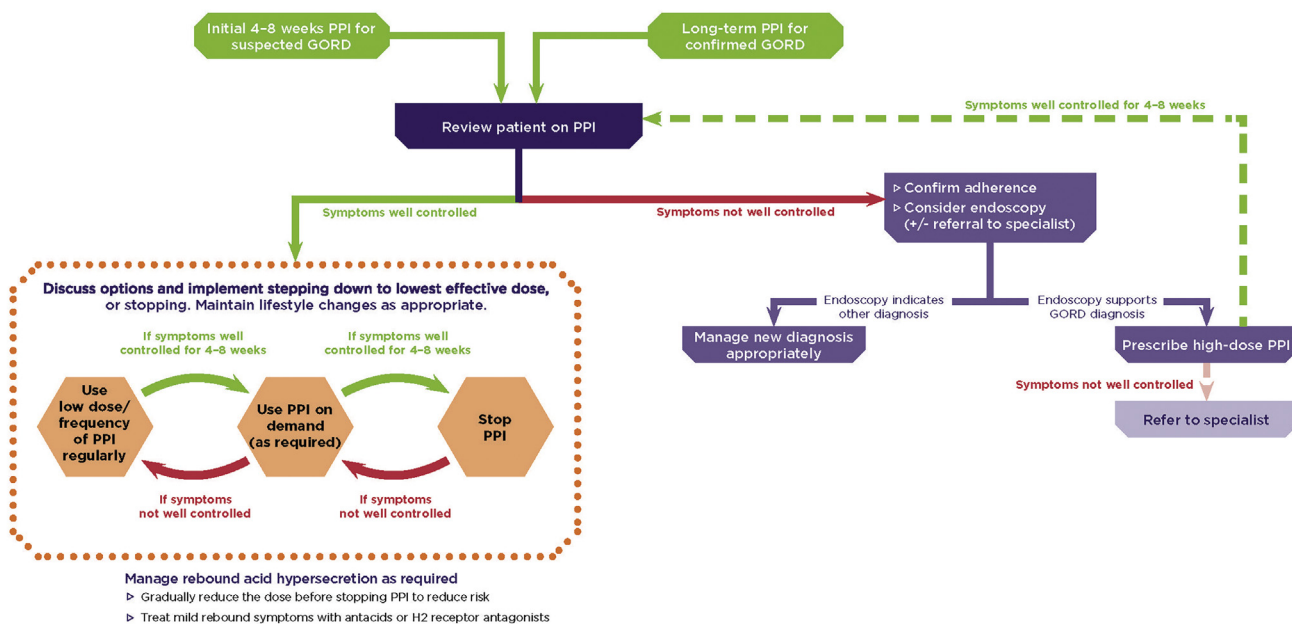 Initial 4–8 weeks PPI for
suspected GORD
Long-term PPI for
confirmed GORD
Symptoms well controlled for 4–8 weeks
Review patient on PPI
▷ Confirm adherence
▷ Consider endoscopy
(+/- referral to specialist)
Symptoms well controlled
Symptoms not well controlled
Discuss options and implement stepping down to lowest effective dose,
or stopping. Maintain lifestyle changes as appropriate.
Endoscopy indicates
other diagnosis
Endoscopy supports
GORD diagnosis
Manage new diagnosis
appropriately
Prescribe high-dose PPI
If symptoms well
controlled for 4–8 weeks
If symptoms well
controlled for 4–8 weeks
Symptoms not well controlled
Refer to specialist
Use
low dose/
frequency
of PPI
regularly
Use PPI on
demand
(as required)
Stop
PPI
If symptoms
not well controlled
If symptoms
not well controlled
Manage rebound acid hypersecretion as required
▷ Gradually reduce the dose before stopping PPI to reduce risk
▷ Treat mild rebound symptoms with antacids or H2 receptor antagonists